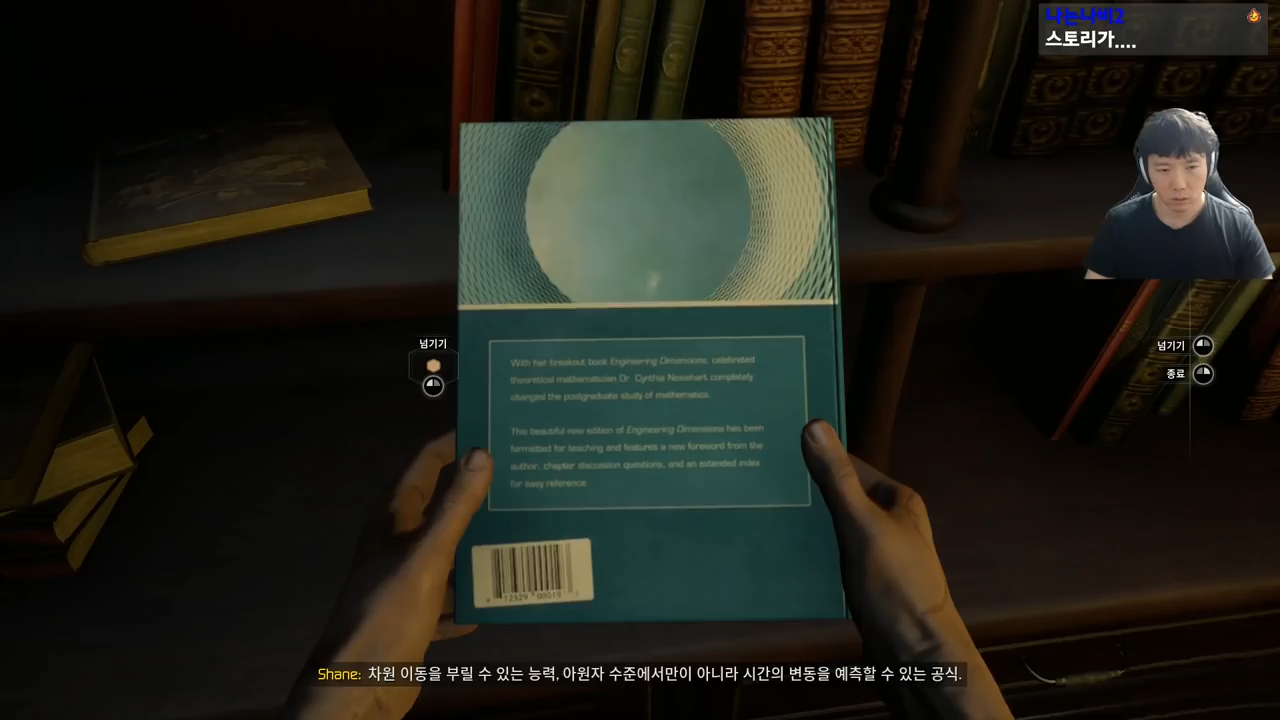 나는나비2
스토리가....
With her breakout book Engineering Dimensions, celebrated
theoretical mathematician Dr. Cynthia Newehart completely
changed the postgraduate study of mathematics.
넘기기
넘기기
종료
This beautiful new edition of Engineering Dimensions has been
formatted for teaching and features a new foreword from the
author, chapter discussion questions, and an extended index
for easy reference.
12329 00019
Shane: 차원 이동을 부릴 수 있는 능력, 아원자 수준에서만이 아니라 시간의 변동을 예측할 수 있는 공식.